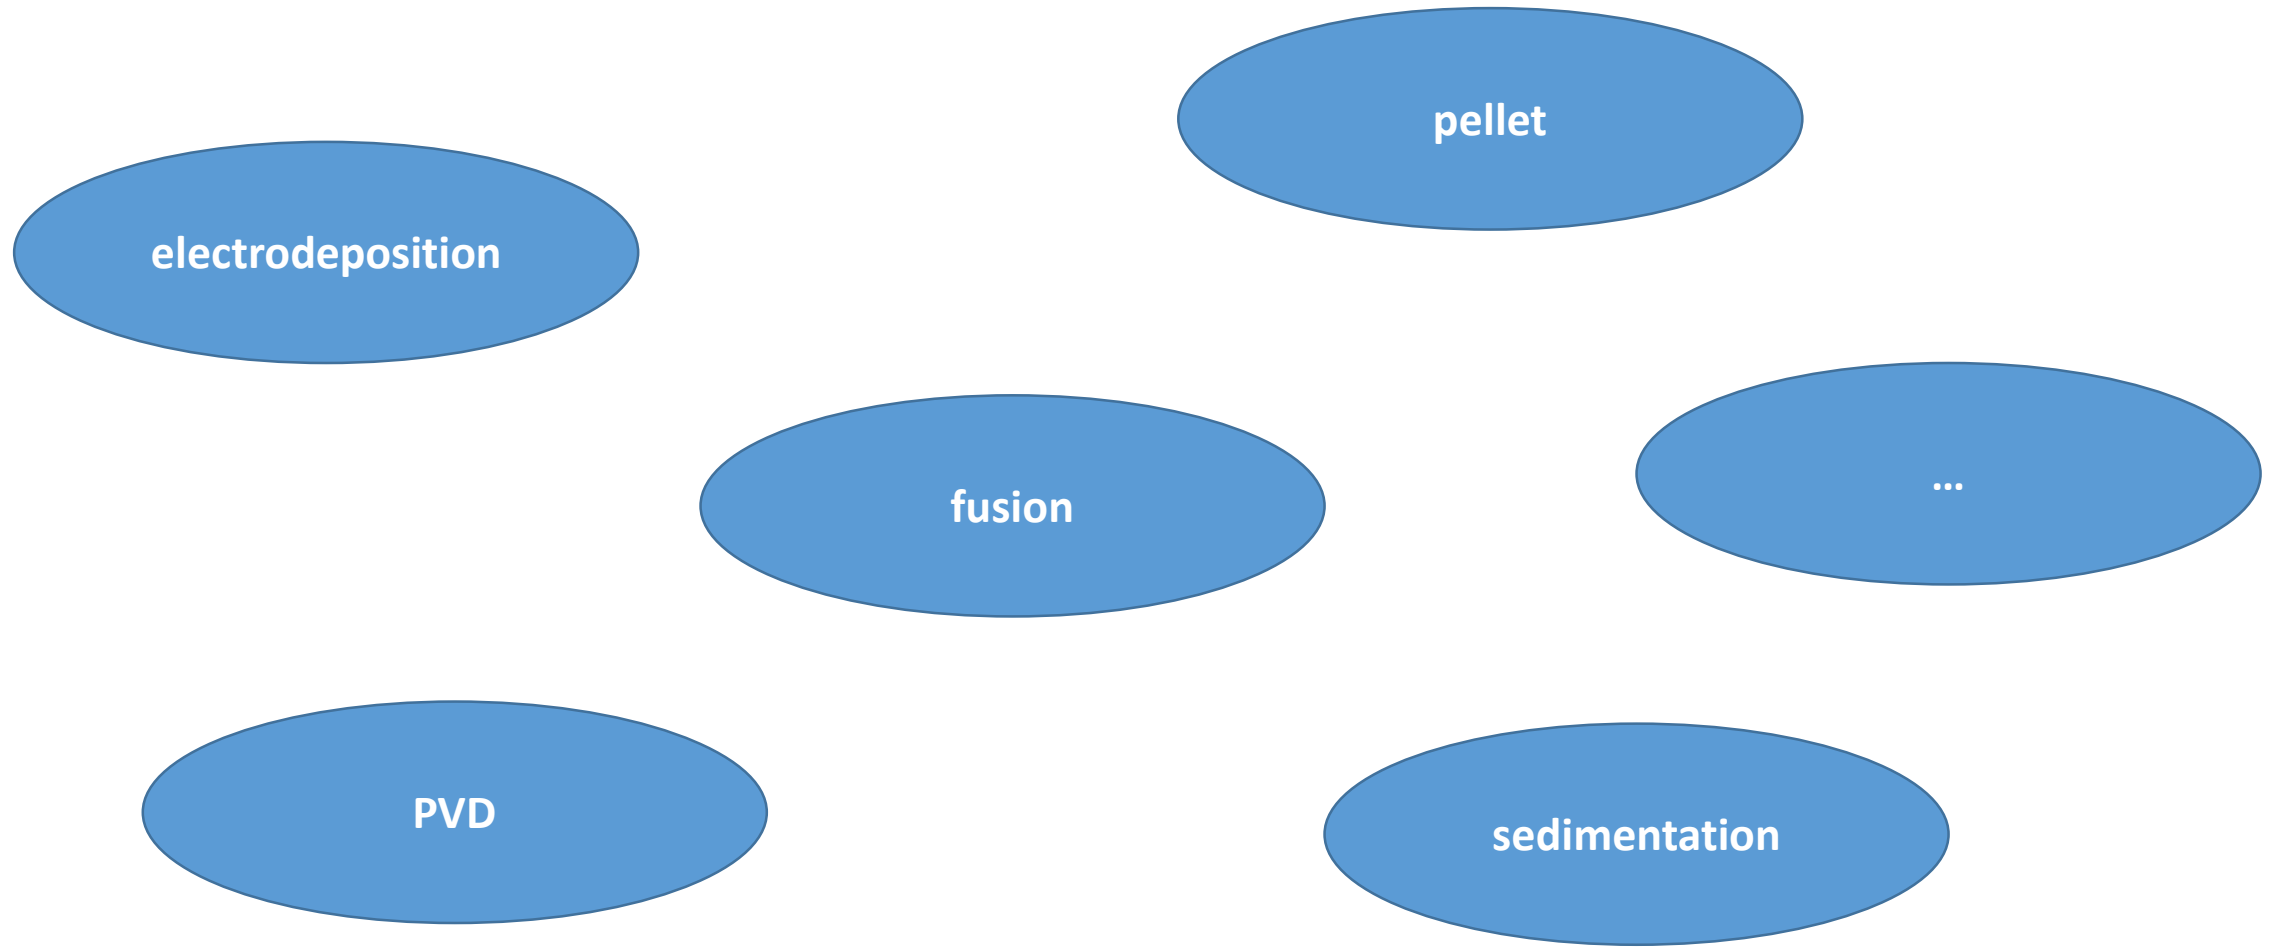 pellet
electrodeposition
...
fusion
PVD
sedimentation